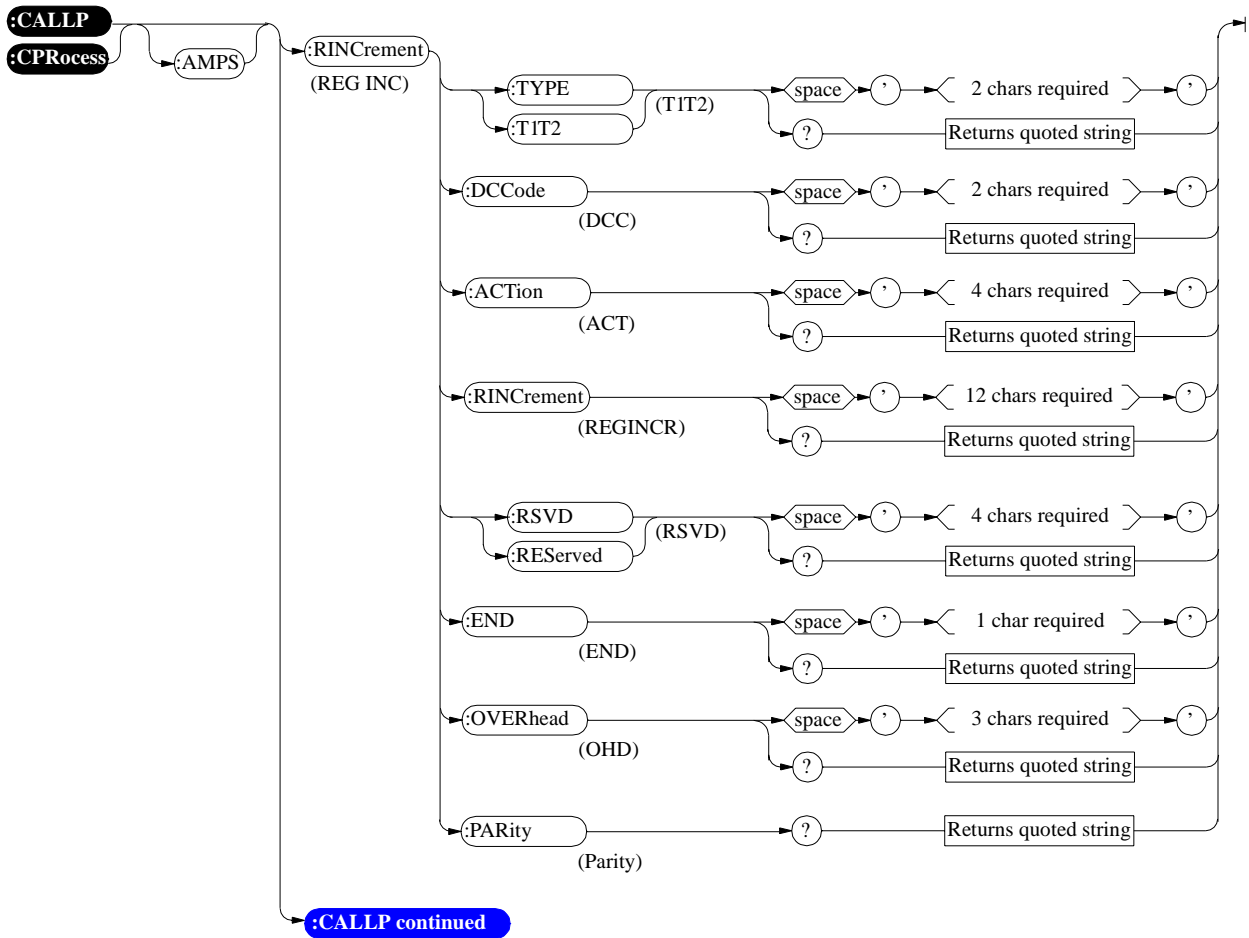 :CALLP
:CPRocess
:AMPS
:RINCrement
(REG INC)
:TYPE
:T1T2
(T1T2)
space ' 2 chars required '
? Returns quoted string
:DCCode
(DCC)
space ' 2 chars required '
? Returns quoted string
:ACTion
(ACT)
space ' 4 chars required '
? Returns quoted string
:RINCrement
(REGINCR)
space ' 12 chars required '
? Returns quoted string
:RSVD
:REServed
(RSVD)
space ' 4 chars required '
? Returns quoted string
:END
(END)
space ' 1 char required '
? Returns quoted string
:OVERhead
(OHD)
space ' 3 chars required '
? Returns quoted string
:PARity
(Parity)
? Returns quoted string
:CALLP continued